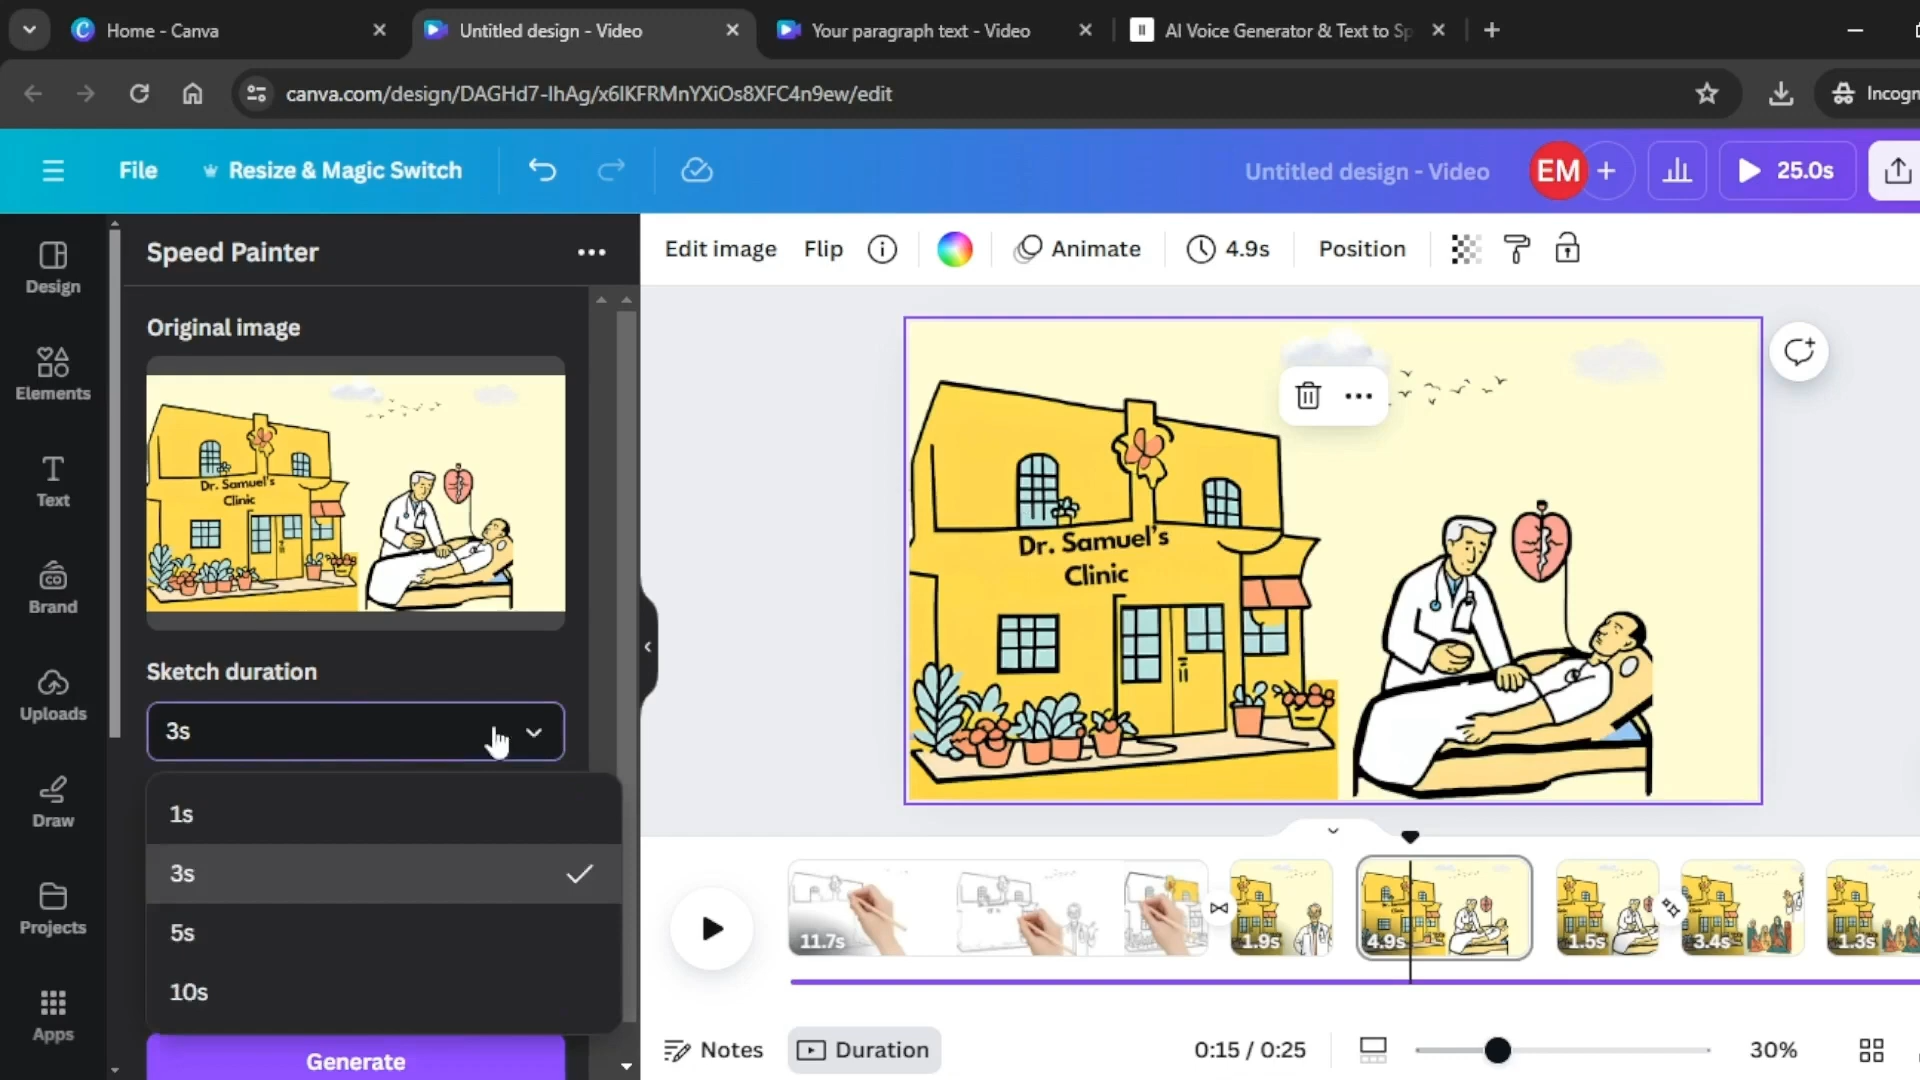 Home - Canva
Untitled design - Video
Your paragraph text - Video
AI Voice Generator & Text to Sp
canva.com/design/DAGHd7-IhAg/x6IKFRMnYXiOs8XFC4n9ew/edit
Incogn
File
Resize & Magic Switch
Untitled design - Video
EM
25.0s
Design
Elements
Text
Brand
Uploads
Draw
Projects
Apps
Speed Painter
Original image
Dr. Samuel's
Clinic
Sketch duration
3s
1s
3s
5s
10s
Generate
Edit image
Flip
Animate
4.9s
Position
Dr. Samuel's
Clinic
11.7s
1.9s
4.9s
1.5s
3.4s
1.3s
Notes
Duration
0:15 / 0:25
30%